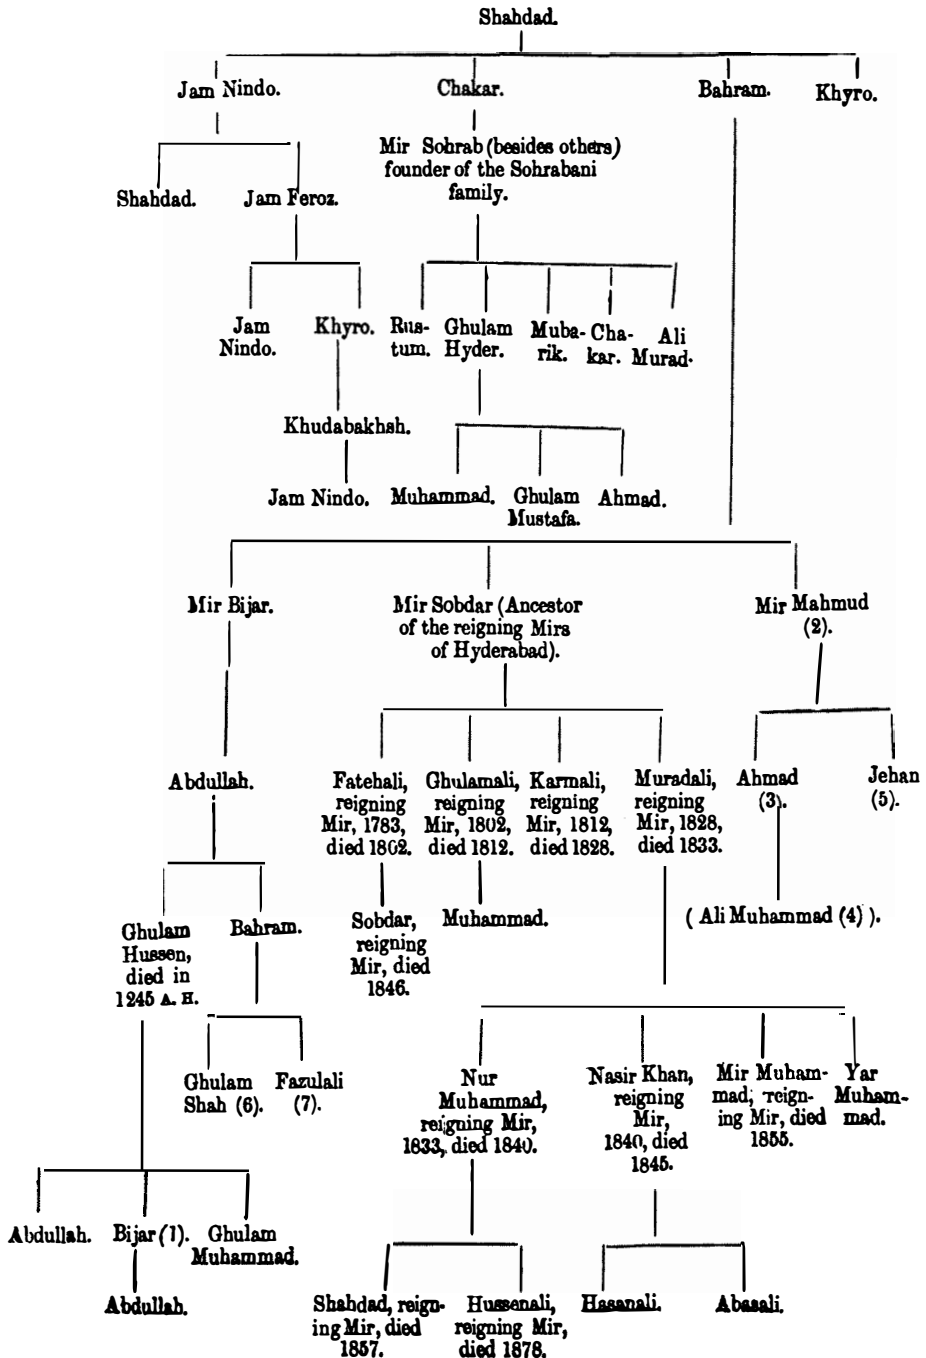 Shahdad.
Jam Nindo.
Chakar.
Bahram.
Khyro.
Mir Sohrab (besides others)
founder of the Sohrabani
family.
Shahdad.
Jam Feroz.
Jam
Nindo.
Khyro.
Rus-
tum.
Ghulam
Hyder.
Muba-
rik.
Cha-
kar.
Ali
Murad.
Khudabakhsh.
Jam Nindo.
Muhammad.
Ghulam
Mustafa.
Ahmad.
Mir Bijar.
Mir Sobdar (Ancestor
of the reigning Mirs
of Hyderabad).
Mir Mahmud
(2).
Abdullah.
Fatehali,
reigning
Mir, 1783,
died 1802.
Ghulamali,
reigning
Mir, 1802,
died 1812.
Karmali,
reigning
Mir, 1812,
died 1828.
Muradali,
reigning
Mir, 1828,
died 1833.
Ahmad
(3).
Jehan
(5).
Ghulam
Hussen,
died in
1245 A. H.
Bahram.
Sobdar,
reigning
Mir, died
1846.
Muhammad.
( Ali Muhammad (4) ).
Ghulam
Shah (6).
Fazulali
(7).
Nur
Muhammad,
reigning Mir,
1833, died 1840.
Nasir Khan,
reigning
Mir,
1840, died
1845.
Mir Muham-
mad, reign-
ing Mir, died
1855.
Yar
Muham-
mad.
Abdullah.
Bijar (1).
Ghulam
Muhammad.
Abdullah.
Shahdad, reign-
ing Mir, died
1857.
Hussenali,
reigning Mir,
died 1878.
Hasanali.
Abasali.